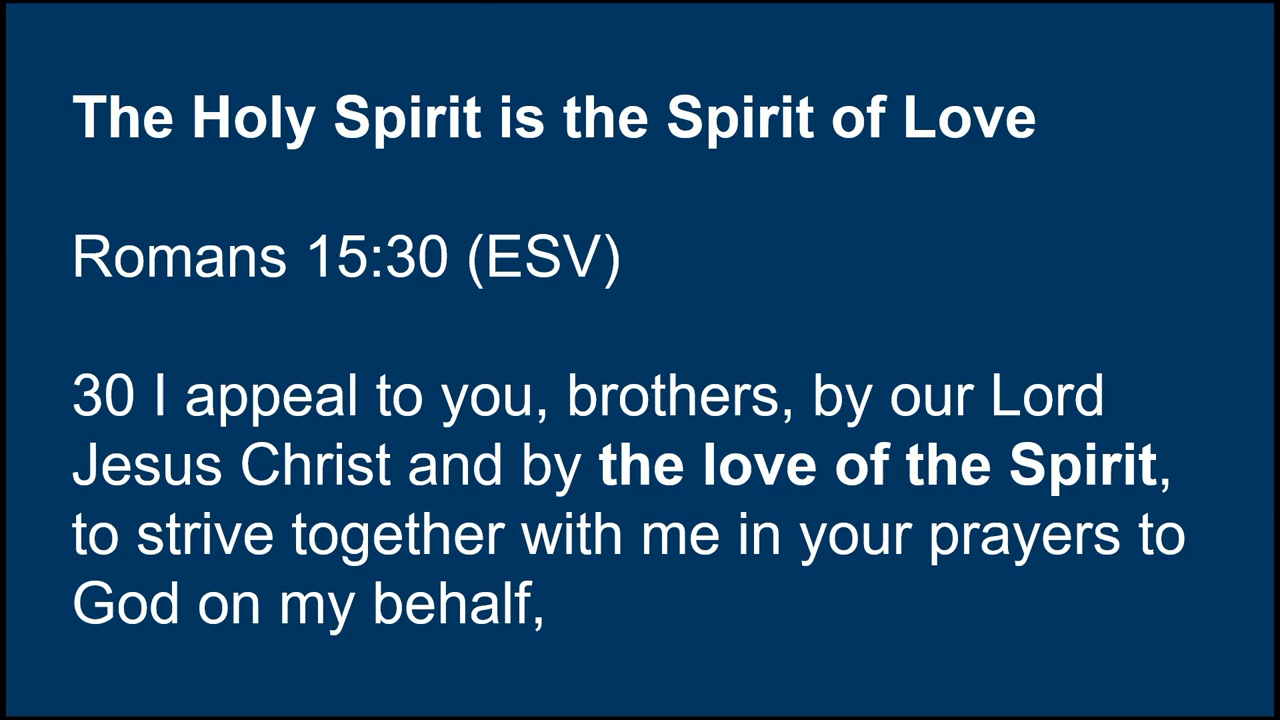 The Holy Spirit is the Spirit of Love
Romans 15:30 (ESV)
30 I appeal to you, brothers, by our Lord
Jesus Christ and by the love of the Spirit,
to strive together with me in your prayers to
God on my behalf,